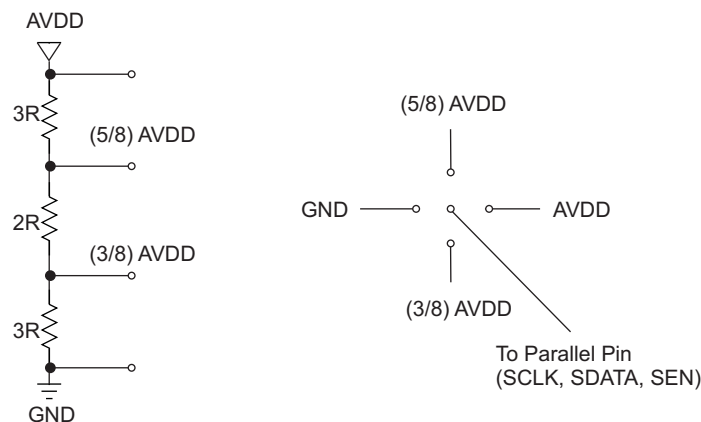 AVDD
3R
(5/8) AVDD
2R
(3/8) AVDD
3R
GND
(5/8) AVDD
GND
AVDD
(3/8) AVDD
To Parallel Pin
(SCLK, SDATA, SEN)